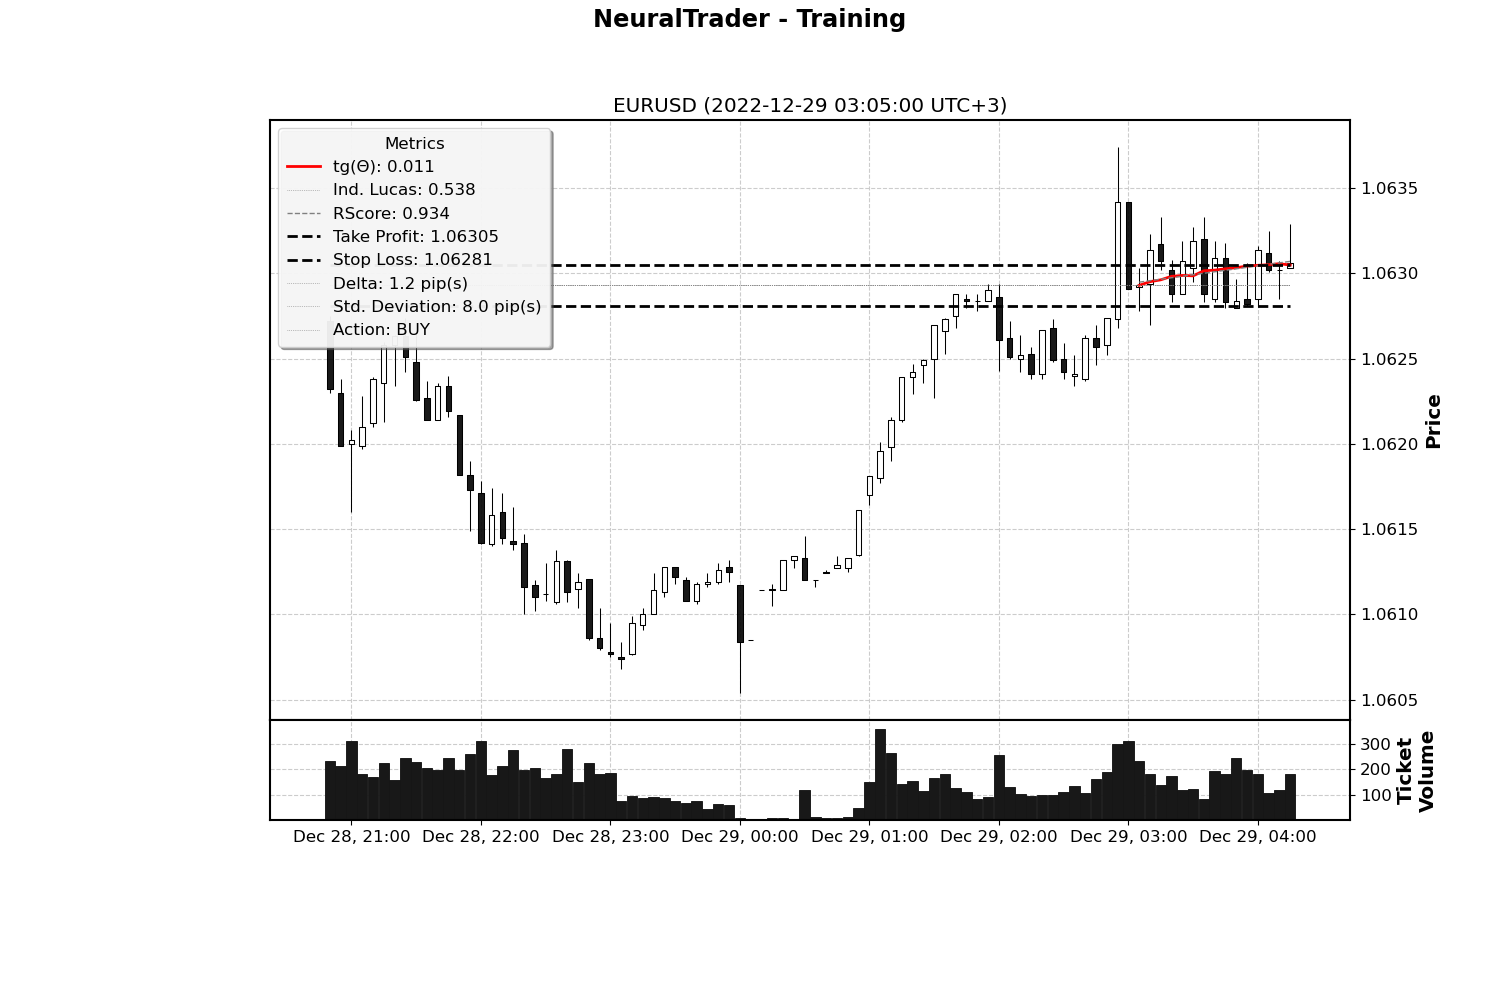 NeuralTrader - Training
EURUSD (2022-12-29 03:05:00 UTC+3)
Metrics
tg(Θ): 0.011
Ind. Lucas: 0.538
RScore: 0.934
Take Profit: 1.06305
Stop Loss: 1.06281
Delta: 1.2 pip(s)
Std. Deviation: 8.0 pip(s)
Action: BUY
1.0635
1.0630
1.0625
1.0620
1.0615
1.0610
1.0605
Price
300
200
100
Ticket
Volume
Dec 28, 21:00 Dec 28, 22:00 Dec 28, 23:00 Dec 29, 00:00 Dec 29, 01:00 Dec 29, 02:00 Dec 29, 03:00 Dec 29, 04:00